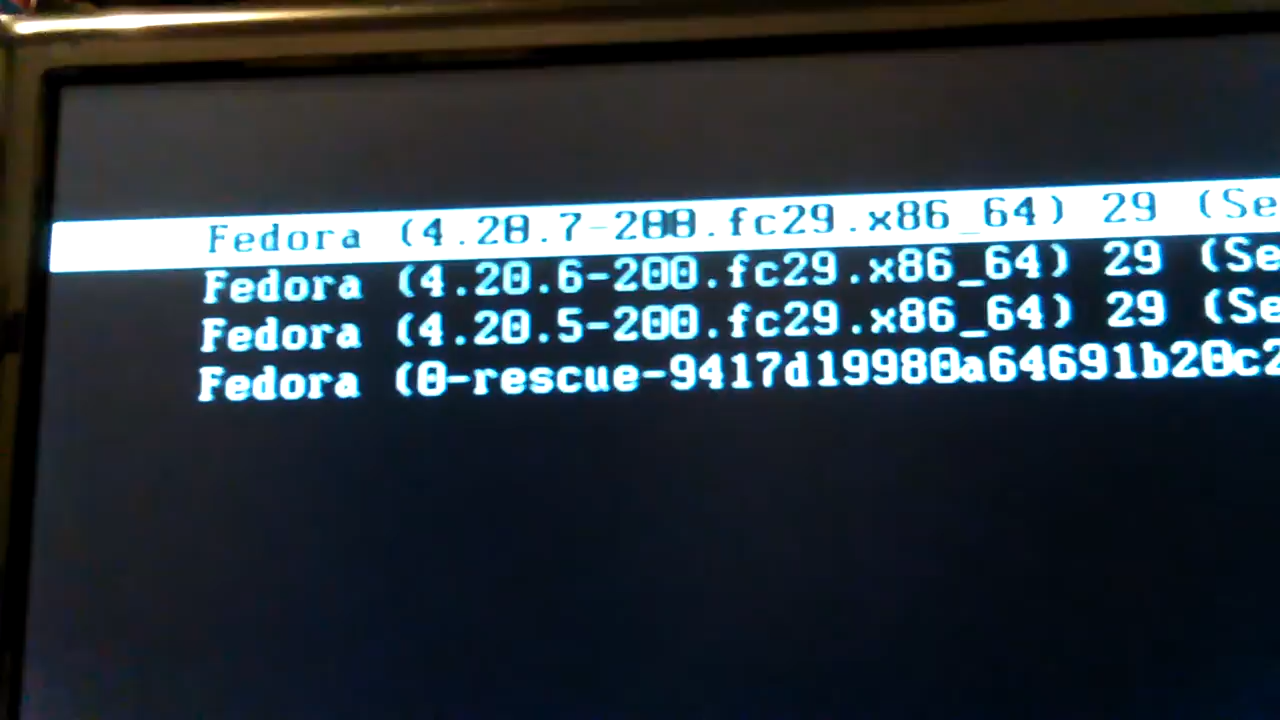 Fedora (4.20.7-200.fc29.x86_64) 29 (Se
Fedora (4.20.6-200.fc29.x86_64) 29 (Se
Fedora (4.20.5-200.fc29.x86_64) 29 (Se
Fedora (0-rescue-9417d19980a64691b20c2